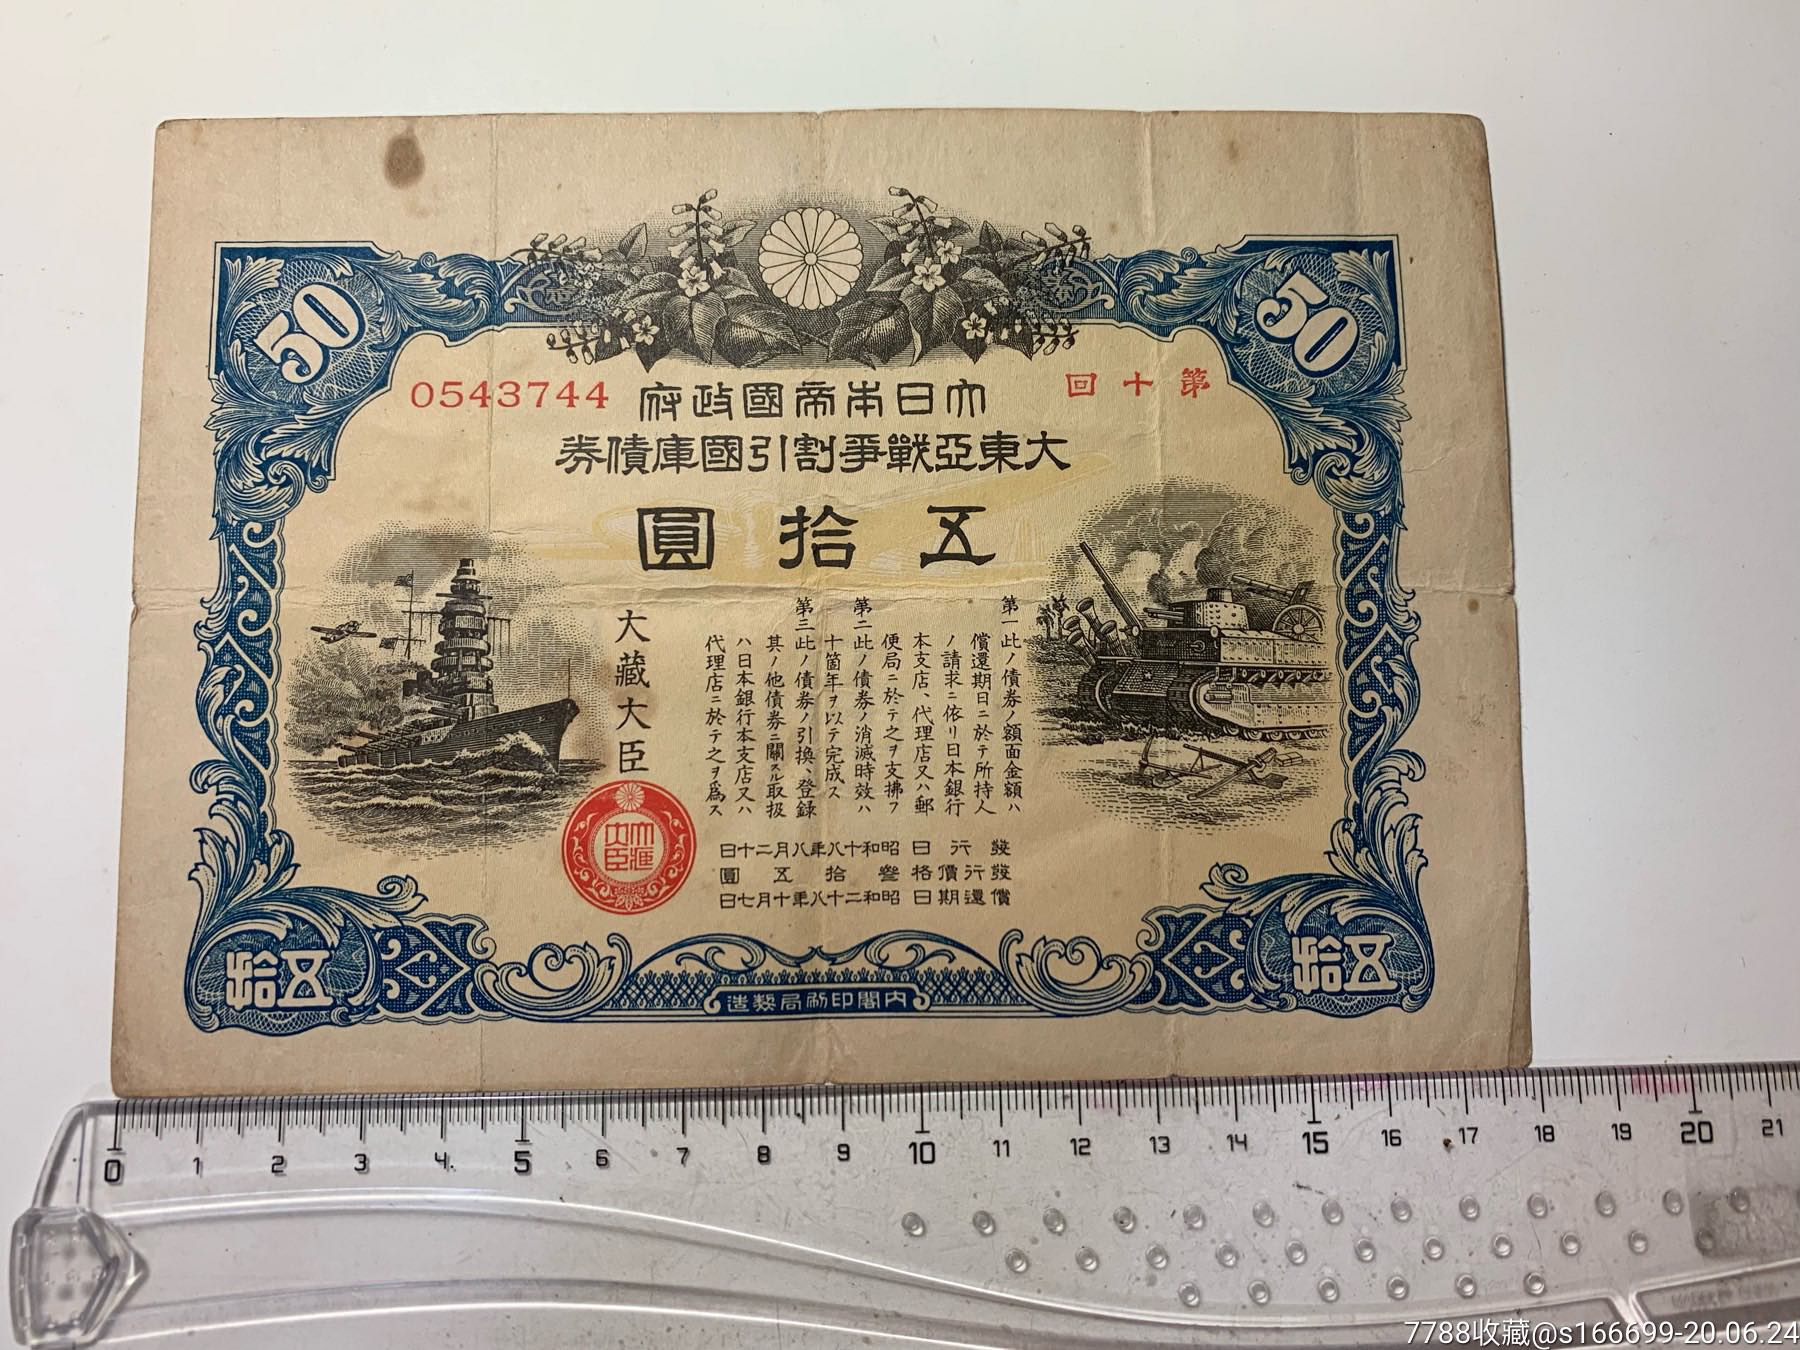 50
50
第十回
0543744
大日本帝國政府
大東亞戰爭割引國庫債券
五拾圓
第一此ノ債券ノ額面金額ハ
償還期日ニ於テ所持人
ノ請求ニ依リ日本銀行
本支店、代理店又ハ郵
便局ニ於テ之ヲ支拂フ
第二此ノ債券ノ消滅時效ハ
十箇年ヲ以テ完成ス
第三此ノ債券ノ引換、登錄
其ノ他債券ニ關スル取扱
ハ日本銀行本支店又ハ
代理店ニ於テ之ヲ爲ス
大藏大臣
大藏
大臣
發行日 昭和十八年八月二十日
發行價格 叁拾五圓
償還期日 昭和二十八年十月七日
五拾
五拾
內閣印刷局製造
0 1 2 3 4 5 6 7 8 9 10 11 12 13 14 15 16 17 18 19 20 21
7788收藏@s166699-20.06.24